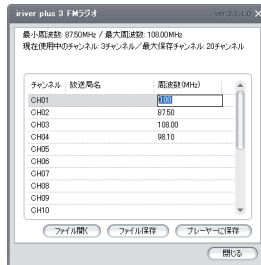 iriver plus 3 FMラジオ ver.3.1.1.0
最小周波数: 87.50MHz / 最大周波数: 108.00MHz
現在使用中のチャンネル: 3チャンネル／最大保存チャンネル: 20チャンネル
チャンネル 放送局名 周波数(MHz)
CH01 0.00
CH02 87.50
CH03 108.00
CH04 98.10
CH05
CH06
CH07
CH08
CH09
CH10
ファイル開く ファイル保存 プレーヤーに保存
閉じる